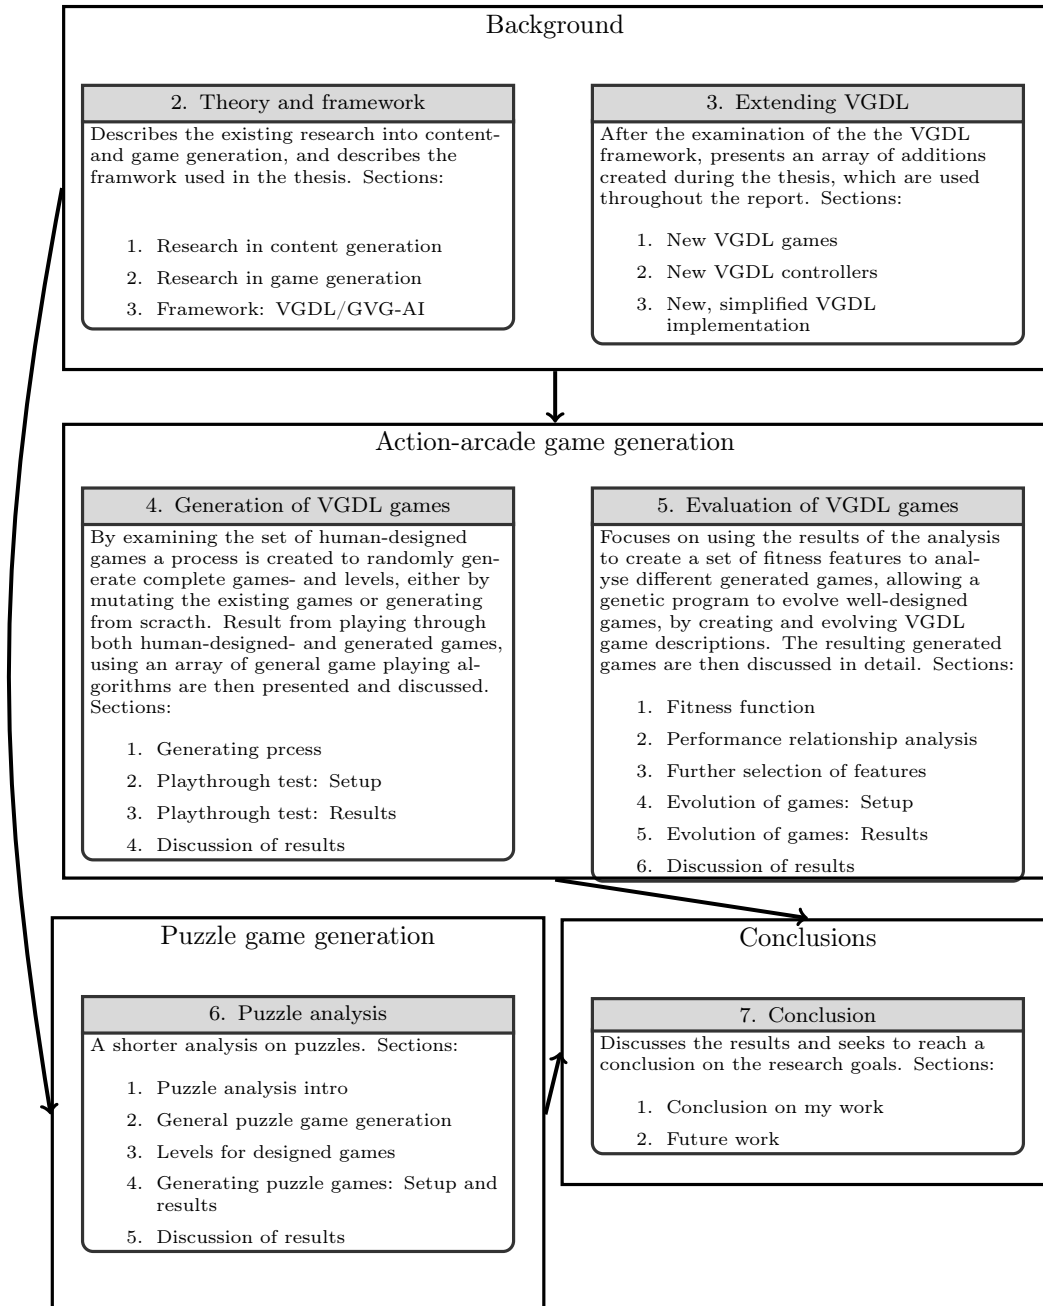 Background
2. Theory and framework
Describes the existing research into content-
and game generation, and describes the
framwork used in the thesis. Sections:
1. Research in content generation
2. Research in game generation
3. Framework: VGDL/GVG-AI
3. Extending VGDL
After the examination of the the VGDL
framework, presents an array of additions
created during the thesis, which are used
throughout the report. Sections:
1. New VGDL games
2. New VGDL controllers
3. New, simplified VGDL
implementation
Action-arcade game generation
4. Generation of VGDL games
By examining the set of human-designed
games a process is created to randomly gen-
erate complete games- and levels, either by
mutating the existing games or generating
from scracth. Result from playing through
both human-designed- and generated games,
using an array of general game playing al-
gorithms are then presented and discussed.
Sections:
1. Generating prcess
2. Playthrough test: Setup
3. Playthrough test: Results
4. Discussion of results
5. Evaluation of VGDL games
Focuses on using the results of the analysis
to create a set of fitness features to anal-
yse different generated games, allowing a
genetic program to evolve well-designed
games, by creating and evolving VGDL
game descriptions. The resulting generated
games are then discussed in detail. Sections:
1. Fitness function
2. Performance relationship analysis
3. Further selection of features
4. Evolution of games: Setup
5. Evolution of games: Results
6. Discussion of results
Puzzle game generation
6. Puzzle analysis
A shorter analysis on puzzles. Sections:
1. Puzzle analysis intro
2. General puzzle game generation
3. Levels for designed games
4. Generating puzzle games: Setup and
results
5. Discussion of results
Conclusions
7. Conclusion
Discusses the results and seeks to reach a
conclusion on the research goals. Sections:
1. Conclusion on my work
2. Future work